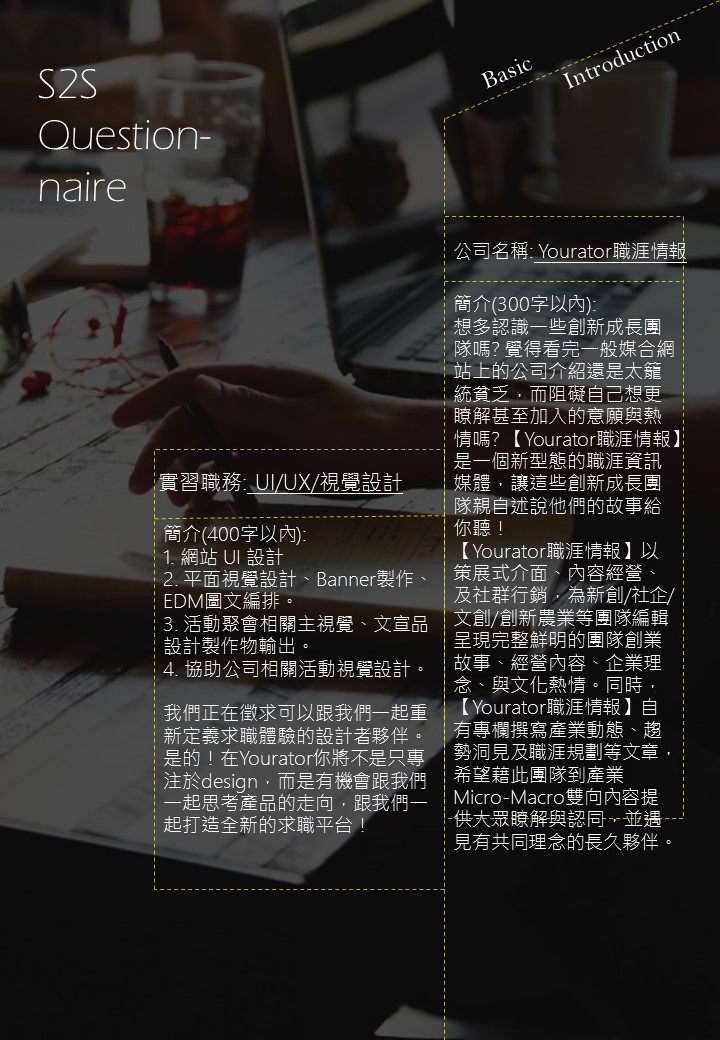 S2S
Question-
naire
Basic Introduction
公司名稱: Yourator職涯情報
簡介(300字以內):
想多認識一些創新成長團
隊嗎? 覺得看完一般媒合網
站上的公司介紹還是太籠
統貧乏，而阻礙自己想更
瞭解甚至加入的意願與熱
情嗎? 【Yourator職涯情報】
是一個新型態的職涯資訊
媒體，讓這些創新成長團
隊親自述說他們的故事給
你聽！
【Yourator職涯情報】以
策展式介面、內容經營、
及社群行銷，為新創/社企/
文創/創新農業等團隊編輯
呈現完整鮮明的團隊創業
故事、經營內容、企業理
念、與文化熱情。同時，
【Yourator職涯情報】自
有專欄撰寫產業動態、趨
勢洞見及職涯規劃等文章，
希望藉此團隊到產業
Micro-Macro雙向內容提
供大眾瞭解與認同，並遇
見有共同理念的長久夥伴。
實習職務: UI/UX/視覺設計
簡介(400字以內):
1. 網站 UI 設計
2. 平面視覺設計、Banner製作、
EDM圖文編排。
3. 活動聚會相關主視覺、文宣品
設計製作物輸出。
4. 協助公司相關活動視覺設計。
我們正在徵求可以跟我們一起重
新定義求職體驗的設計者夥伴。
是的！在Yourator你將不是只專
注於design，而是有機會跟我們
一起思考產品的走向，跟我們一
起打造全新的求職平台！